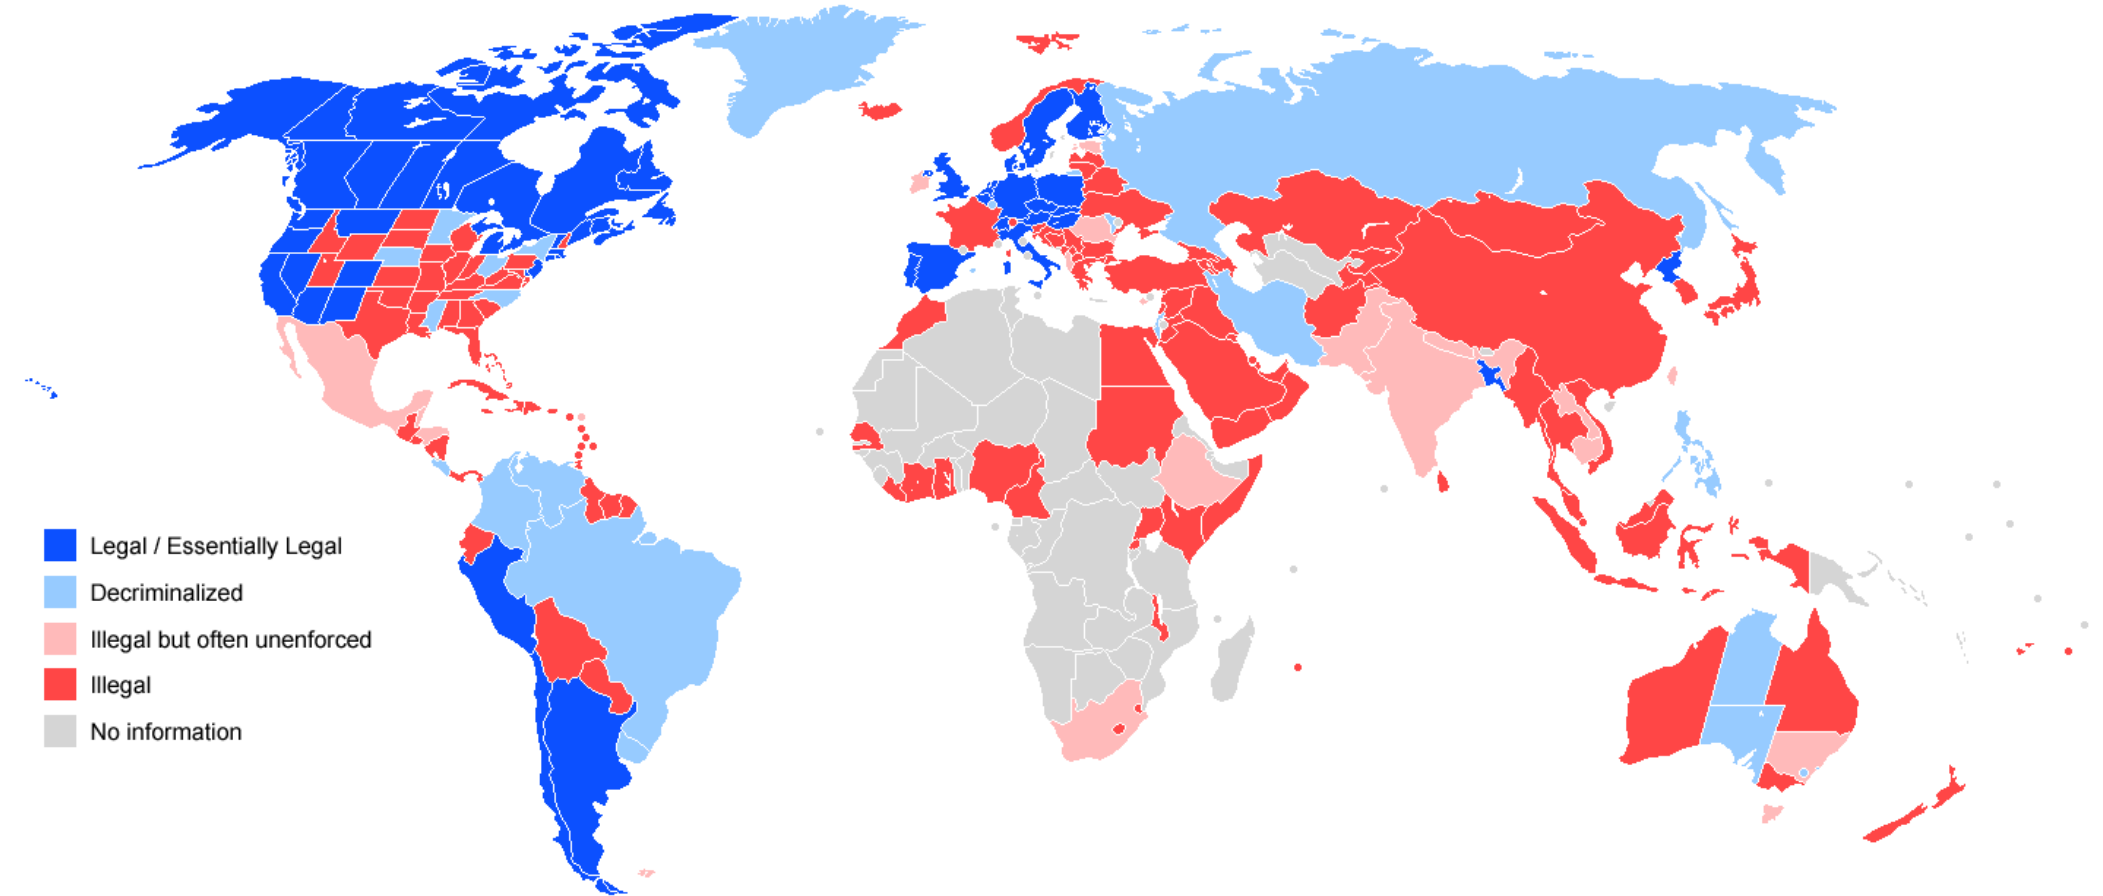 Legal / Essentially Legal
Decriminalized
Illegal but often unenforced
Illegal
No information